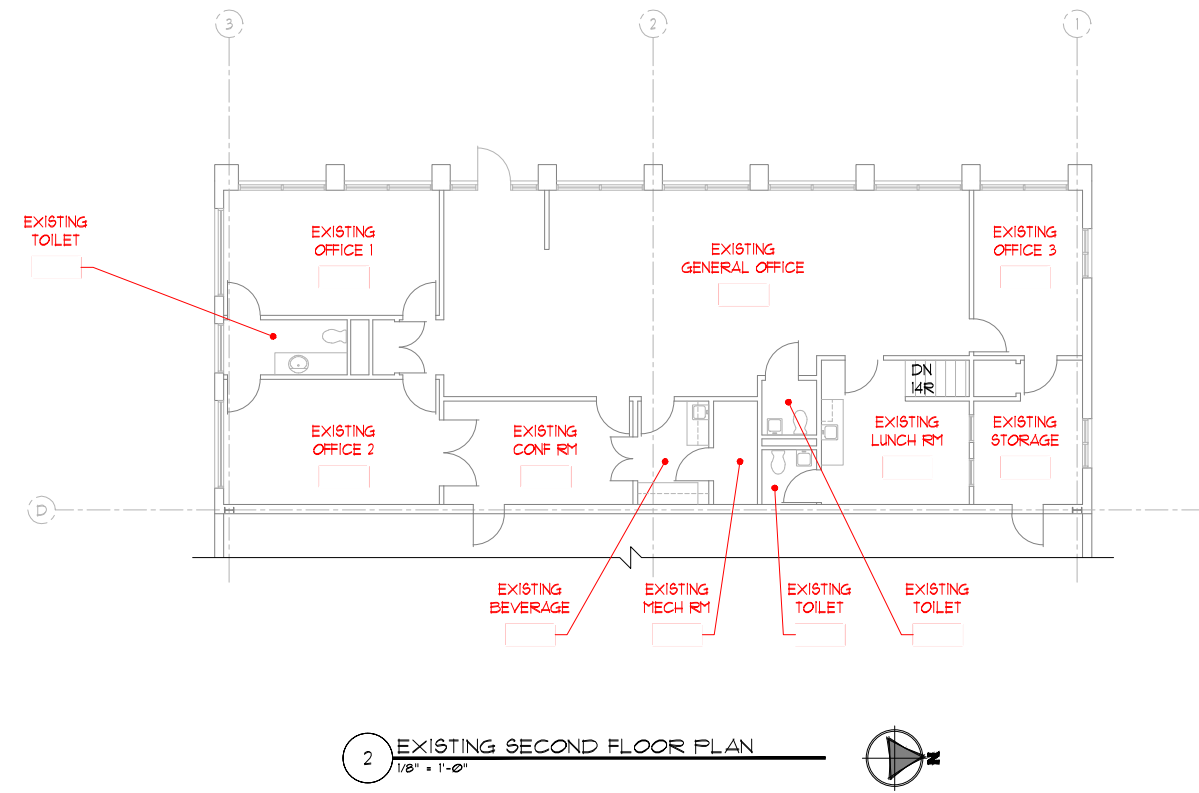 3
2
1
EXISTING
TOILET
EXISTING
OFFICE 1
EXISTING
GENERAL OFFICE
EXISTING
OFFICE 3
DN
14R
EXISTING
OFFICE 2
EXISTING
CONF RM
EXISTING
LUNCH RM
EXISTING
STORAGE
D
EXISTING
BEVERAGE
EXISTING
MECH RM
EXISTING
TOILET
EXISTING
TOILET
2
EXISTING SECOND FLOOR PLAN
1/8" = 1'-0"
N